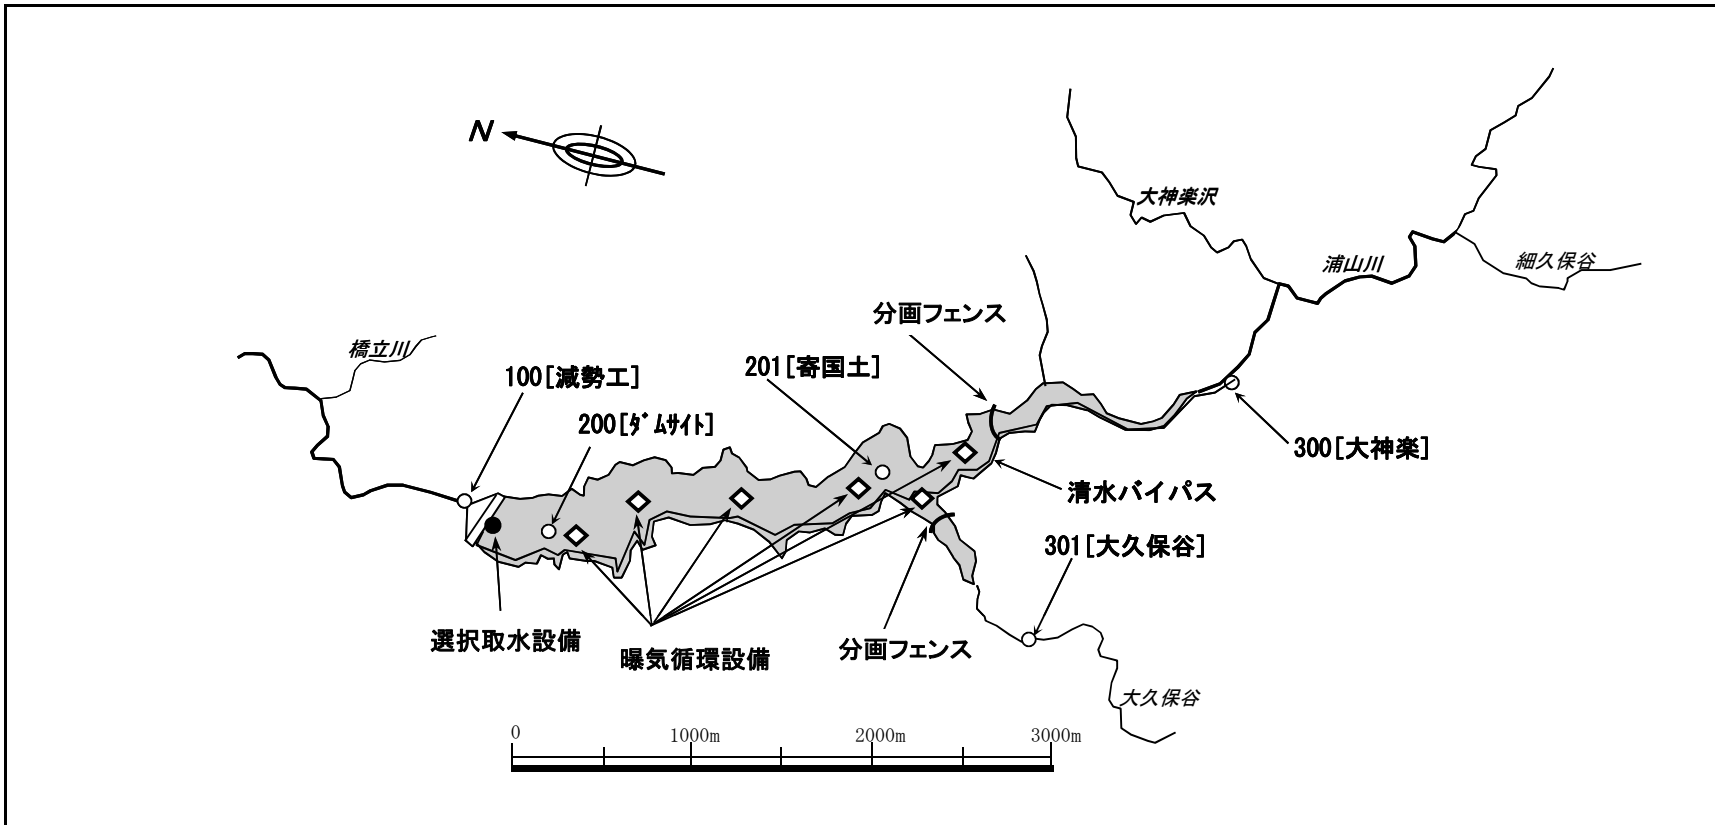 N
大神楽沢
浦山川
細久保谷
分画フェンス
橋立川
201[寄国土]
100[減勢工]
200[ﾀﾞﾑｻｲﾄ]
300[大神楽]
清水バイパス
301[大久保谷]
選択取水設備
曝気循環設備
分画フェンス
大久保谷
0 1000m 2000m 3000m